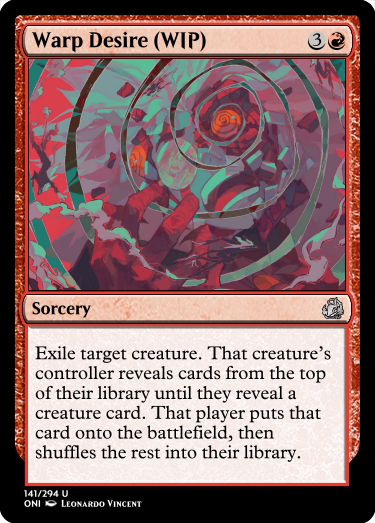 Warp Desire (WIP) 3
Sorcery
Exile target creature. That creature's
controller reveals cards from the top
of their library until they reveal a
creature card. That player puts that
card onto the battlefield, then
shuffles the rest into their library.
141/294 U
ONI Leonardo Vincent